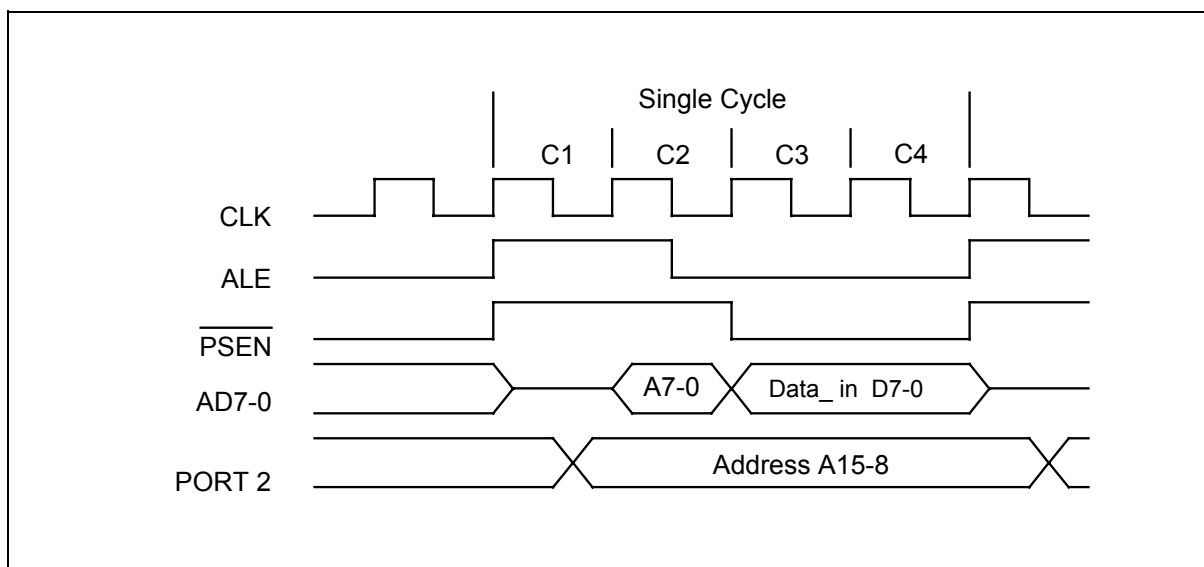 Single Cycle
C1 C2 C3 C4
CLK
ALE
PSEN
AD7-0 A7-0 Data_ in D7-0
PORT 2 Address A15-8